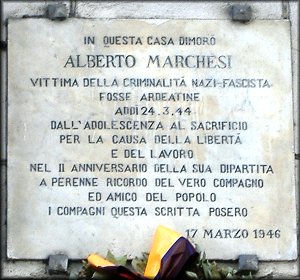 IN QUESTA CASA DIMORÒ
ALBERTO MARCHESI
VITTIMA DELLA CRIMINALITÀ NAZI-FASCISTA
FOSSE ARDEATINE
ADDI 24.3.44
DALL'ADOLESCENZA AL SACRIFICIO
PER LA CAUSA DELLA LIBERTÀ
E DEL LAVORO
NEL II ANNIVERSARIO DELLA SUA DIPARTITA
A PERENNE RICORDO DEL VERO COMPAGNO
ED AMICO DEL POPOLO
I COMPAGNI QUESTA SCRITTA POSERO
17 MARZO 1946